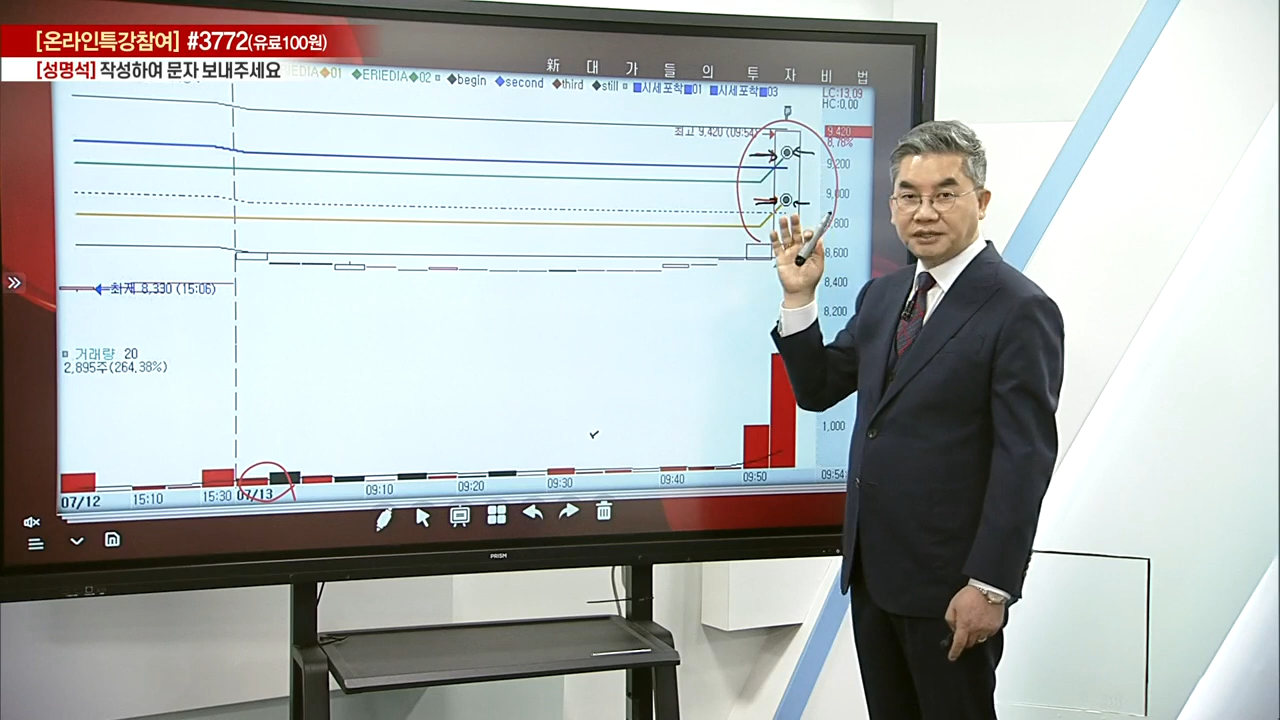 [온라인특강참여] #3772(유료100원)
[성명석] 작성하여 문자 보내주세요
新 대 가 들 의 투 자 비 법
ERIEDIA◆01 ◆ERIEDIA◆02 ◆begin ◆second ◆third ◆still ■시세포착■01 ■시세포착■03
LC:13.09
HC:0.00
최고 9,420 (09:54)
9,420
8.78%
9,200
9,000
8,800
8,600
8,400
8,200
최저 8,330 (15:06)
거래량 20
2,895주(264.38%)
1,000
07/12 15:10 15:30 07/13 09:10 09:20 09:30 09:40 09:50 09:54
PRISM